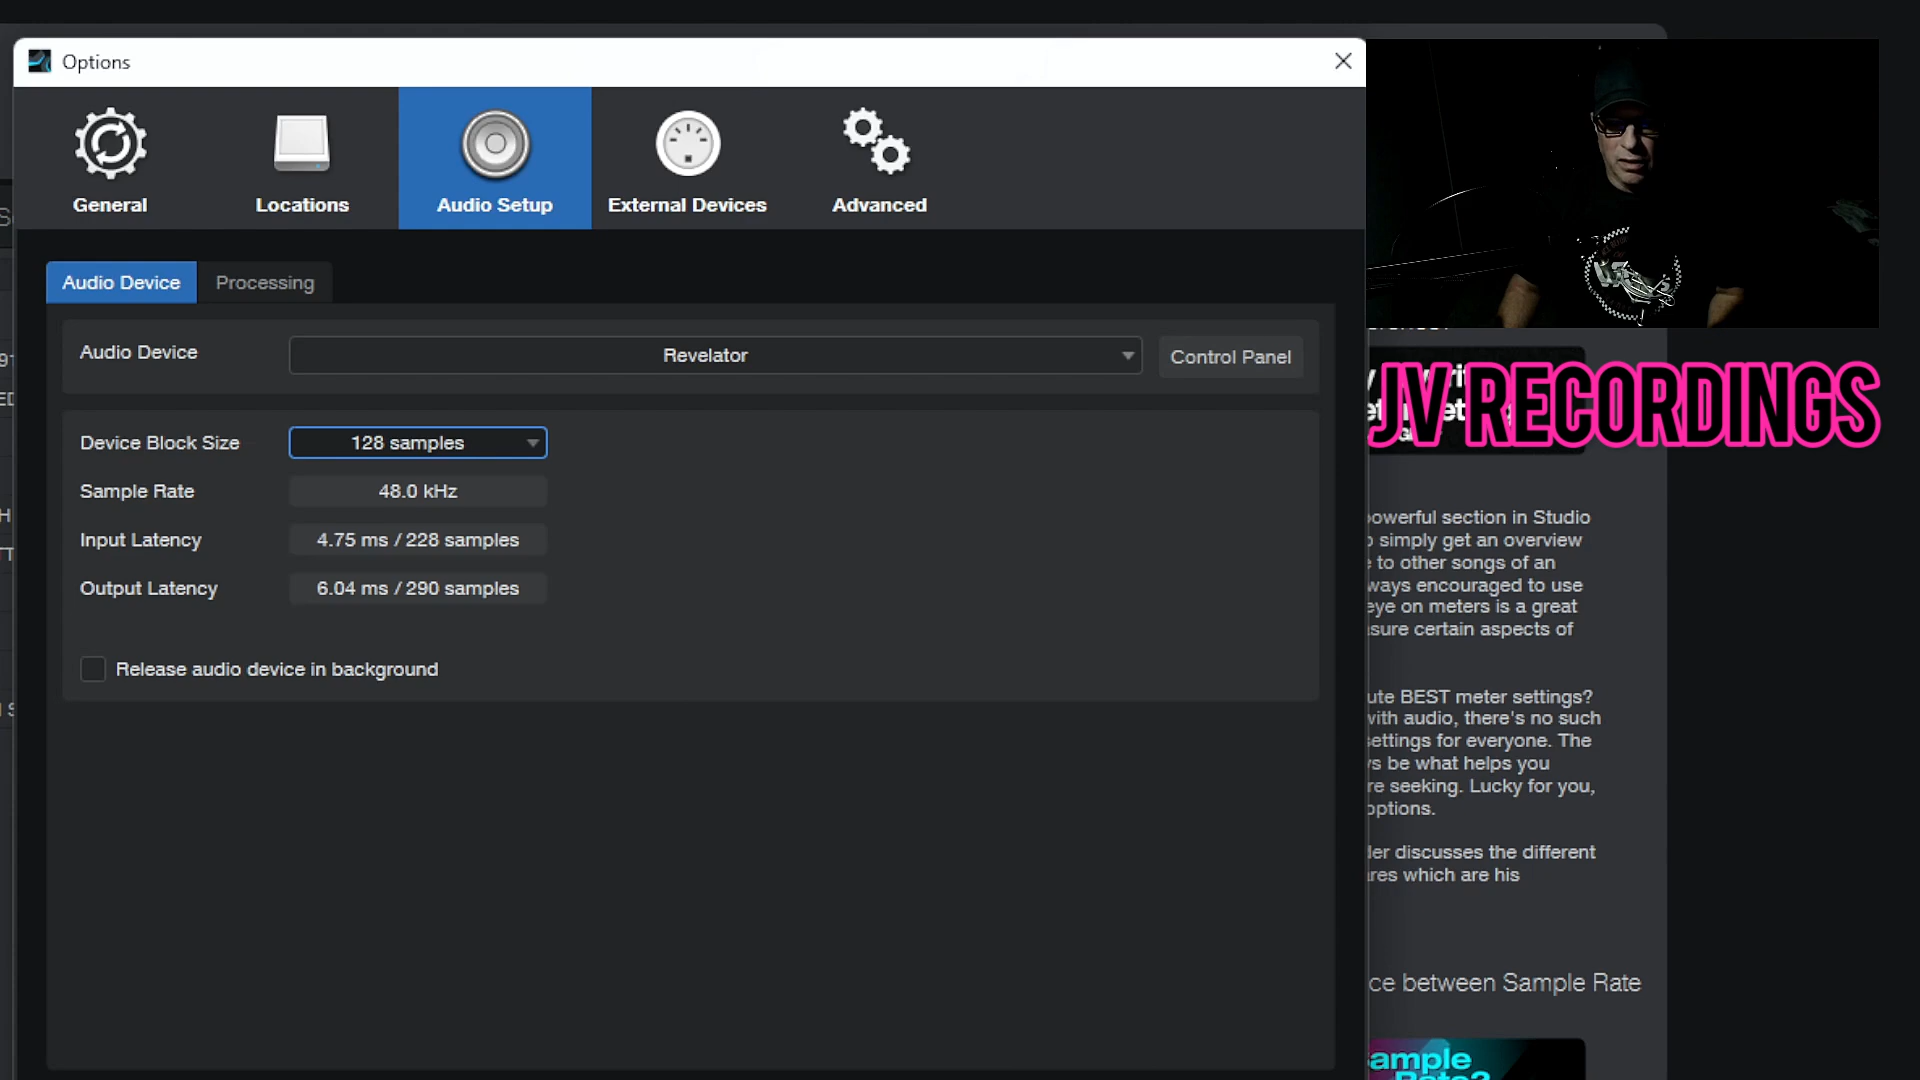 Options
General
Locations
Audio Setup
External Devices
Advanced
Audio Device
Processing
Audio Device
Revelator
Control Panel
Device Block Size
128 samples
Sample Rate
48.0 kHz
Input Latency
4.75 ms / 228 samples
Output Latency
6.04 ms / 290 samples
Release audio device in background
JV RECORDINGS
powerful section in Studio
simply get an overview
to other songs of an
ways encouraged to use
eye on meters is a great
sure certain aspects of
ute BEST meter settings?
with audio, there's no such
settings for everyone. The
s be what helps you
re seeking. Lucky for you,
options.
der discusses the different
res which are his
ce between Sample Rate
ample